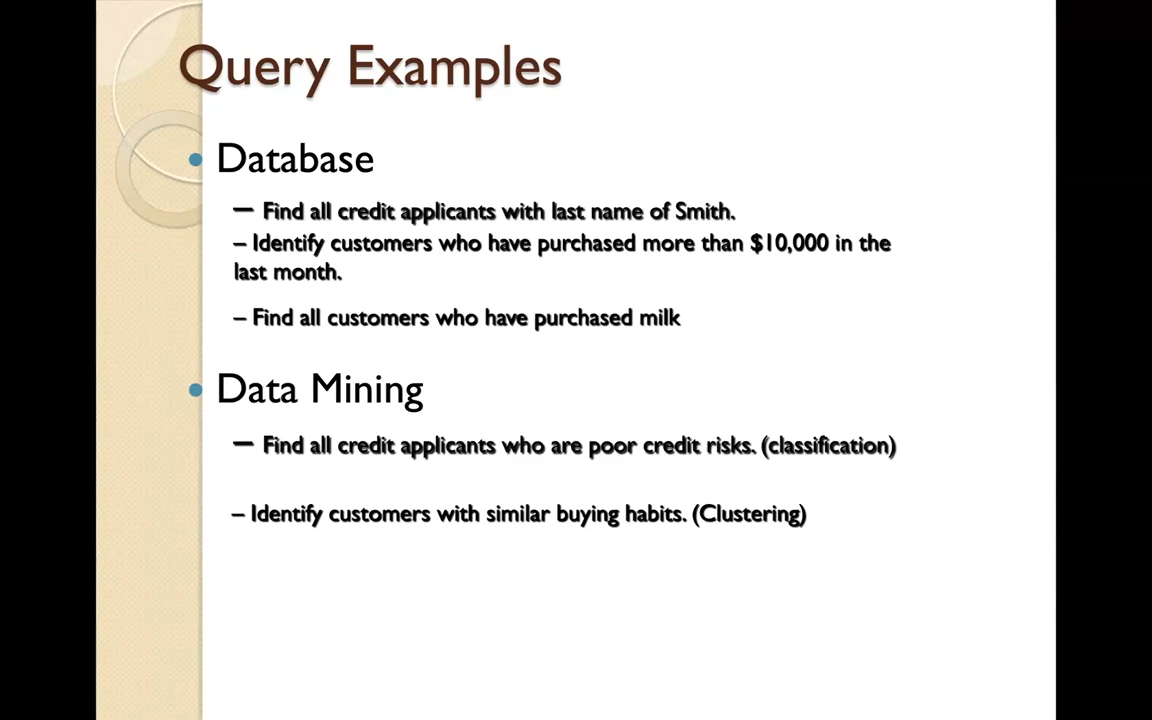 Query Examples
• Database
– Find all credit applicants with last name of Smith.
– Identify customers who have purchased more than $10,000 in the
last month.
– Find all customers who have purchased milk
• Data Mining
– Find all credit applicants who are poor credit risks. (classification)
– Identify customers with similar buying habits. (Clustering)